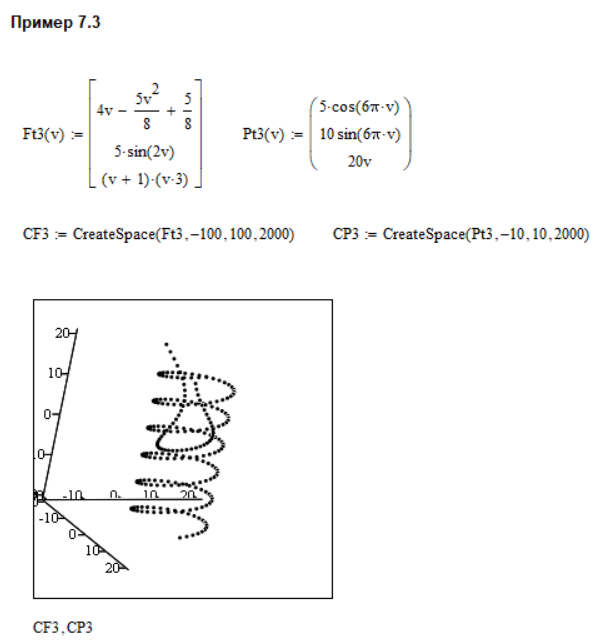 Пример 7.3
Ft3(v) := [ 4v − 5v²/8 + 5/8
5·sin(2v)
(v + 1)·(v·3) ]
Pt3(v) := ( 5·cos(6π·v)
10 sin(6π·v)
20v )
CF3 := CreateSpace(Ft3,−100,100,2000)
CP3 := CreateSpace(Pt3,−10,10,2000)
20
10
0
-10 0 10 20
-10
0
10
20
CF3,CP3